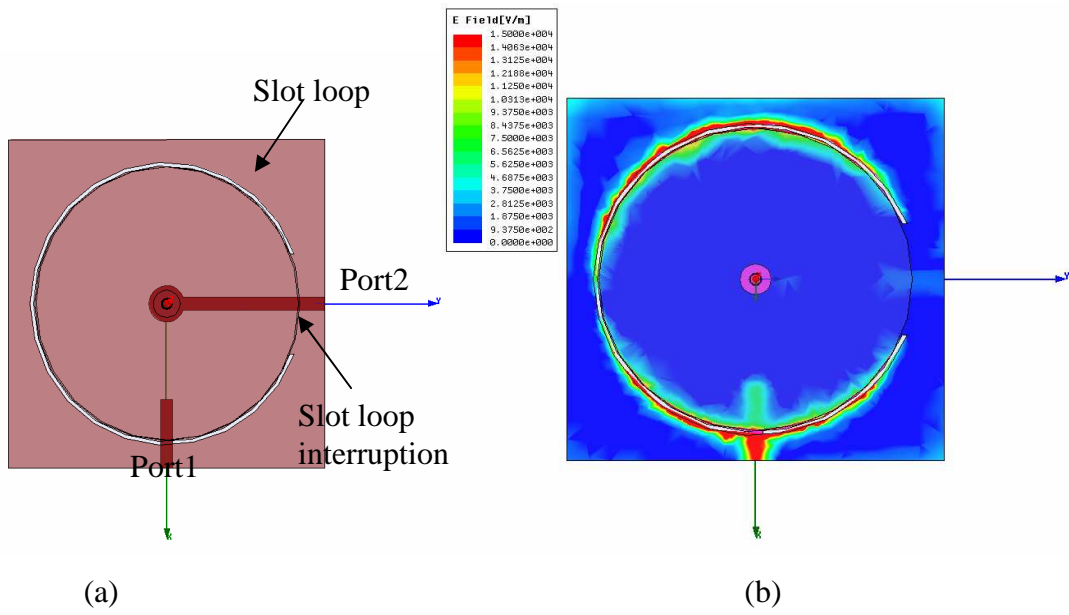 E Field[V/m]
1.5000e+004
1.4063e+004
1.3125e+004
1.2188e+004
1.1250e+004
1.0313e+004
9.3750e+003
8.4375e+003
7.5000e+003
6.5625e+003
5.6250e+003
4.6875e+003
3.7500e+003
2.8125e+003
1.8750e+003
9.3750e+002
0.0000e+000
Slot loop
Port2
Y
Slot loop
interruption
Port1
X
Y
X
(a)
(b)